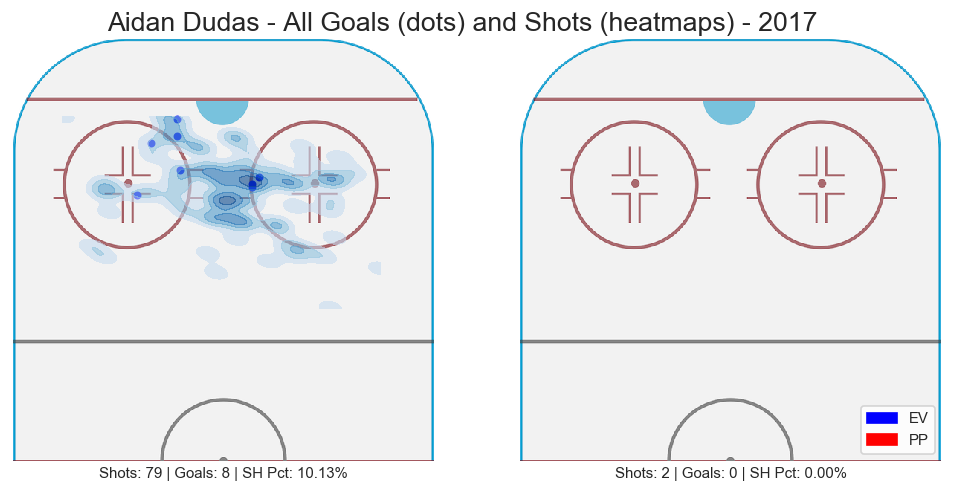 Aidan Dudas - All Goals (dots) and Shots (heatmaps) - 2017
EV
PP
Shots: 79 | Goals: 8 | SH Pct: 10.13%
Shots: 2 | Goals: 0 | SH Pct: 0.00%